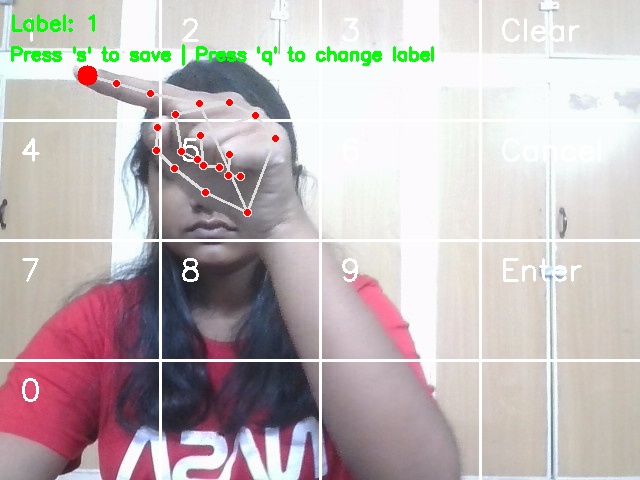 Label: 1
Press 's' to save | Press 'q' to change label
1 2 3 Clear
4 5 6 Cancel
7 8 9 Enter
0
NASA